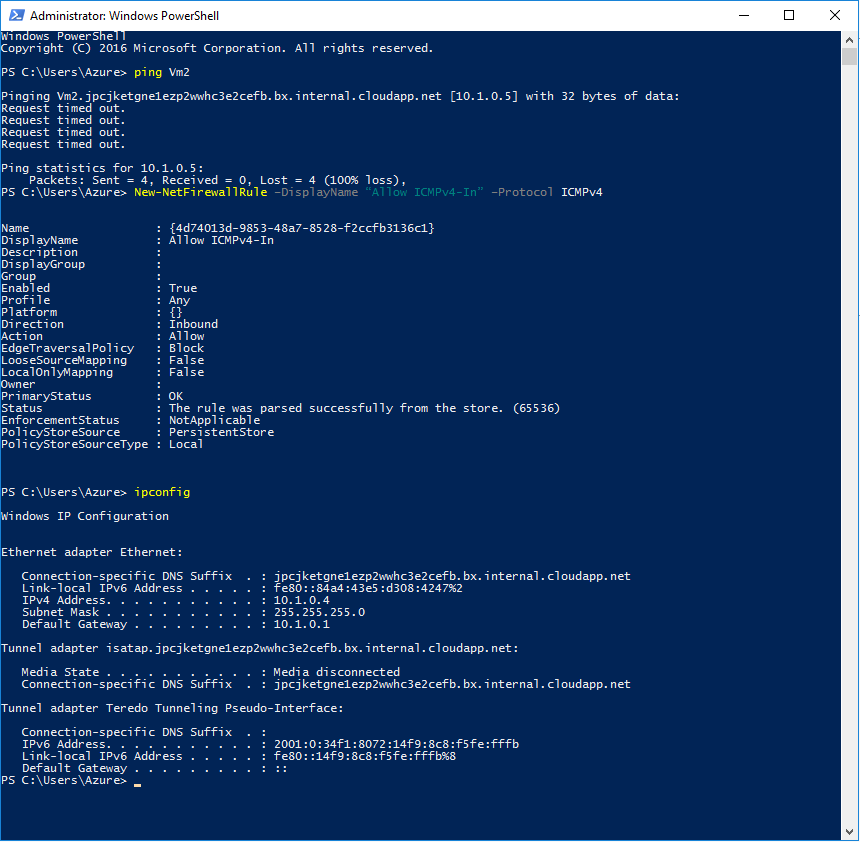 Administrator: Windows PowerShell
Windows PowerShell
Copyright (C) 2016 Microsoft Corporation. All rights reserved.
PS C:\Users\Azure> ping Vm2
Pinging Vm2.jpcjketgne1ezp2wwhc3e2cefb.bx.internal.cloudapp.net [10.1.0.5] with 32 bytes of data:
Request timed out.
Request timed out.
Request timed out.
Request timed out.
Ping statistics for 10.1.0.5:
    Packets: Sent = 4, Received = 0, Lost = 4 (100% loss),
PS C:\Users\Azure> New-NetFirewallRule -DisplayName "Allow ICMPv4-In" -Protocol ICMPv4
Name                  : {4d74013d-9853-48a7-8528-f2ccfb3136c1}
DisplayName           : Allow ICMPv4-In
Description           :
DisplayGroup          :
Group                 :
Enabled               : True
Profile               : Any
Platform              : {}
Direction             : Inbound
Action                : Allow
EdgeTraversalPolicy   : Block
LooseSourceMapping    : False
LocalOnlyMapping      : False
Owner                 :
PrimaryStatus         : OK
Status                : The rule was parsed successfully from the store. (65536)
EnforcementStatus     : NotApplicable
PolicyStoreSource     : PersistentStore
PolicyStoreSourceType : Local
PS C:\Users\Azure> ipconfig
Windows IP Configuration
Ethernet adapter Ethernet:
   Connection-specific DNS Suffix  . : jpcjketgne1ezp2wwhc3e2cefb.bx.internal.cloudapp.net
   Link-local IPv6 Address . . . . . : fe80::84a4:43e5:d308:4247%2
   IPv4 Address. . . . . . . . . . . : 10.1.0.4
   Subnet Mask . . . . . . . . . . . : 255.255.255.0
   Default Gateway . . . . . . . . . : 10.1.0.1
Tunnel adapter isatap.jpcjketgne1ezp2wwhc3e2cefb.bx.internal.cloudapp.net:
   Media State . . . . . . . . . . . : Media disconnected
   Connection-specific DNS Suffix  . : jpcjketgne1ezp2wwhc3e2cefb.bx.internal.cloudapp.net
Tunnel adapter Teredo Tunneling Pseudo-Interface:
   Connection-specific DNS Suffix  . :
   IPv6 Address. . . . . . . . . . . : 2001:0:34f1:8072:14f9:8c8:f5fe:fffb
   Link-local IPv6 Address . . . . . : fe80::14f9:8c8:f5fe:fffb%8
   Default Gateway . . . . . . . . . : ::
PS C:\Users\Azure> _